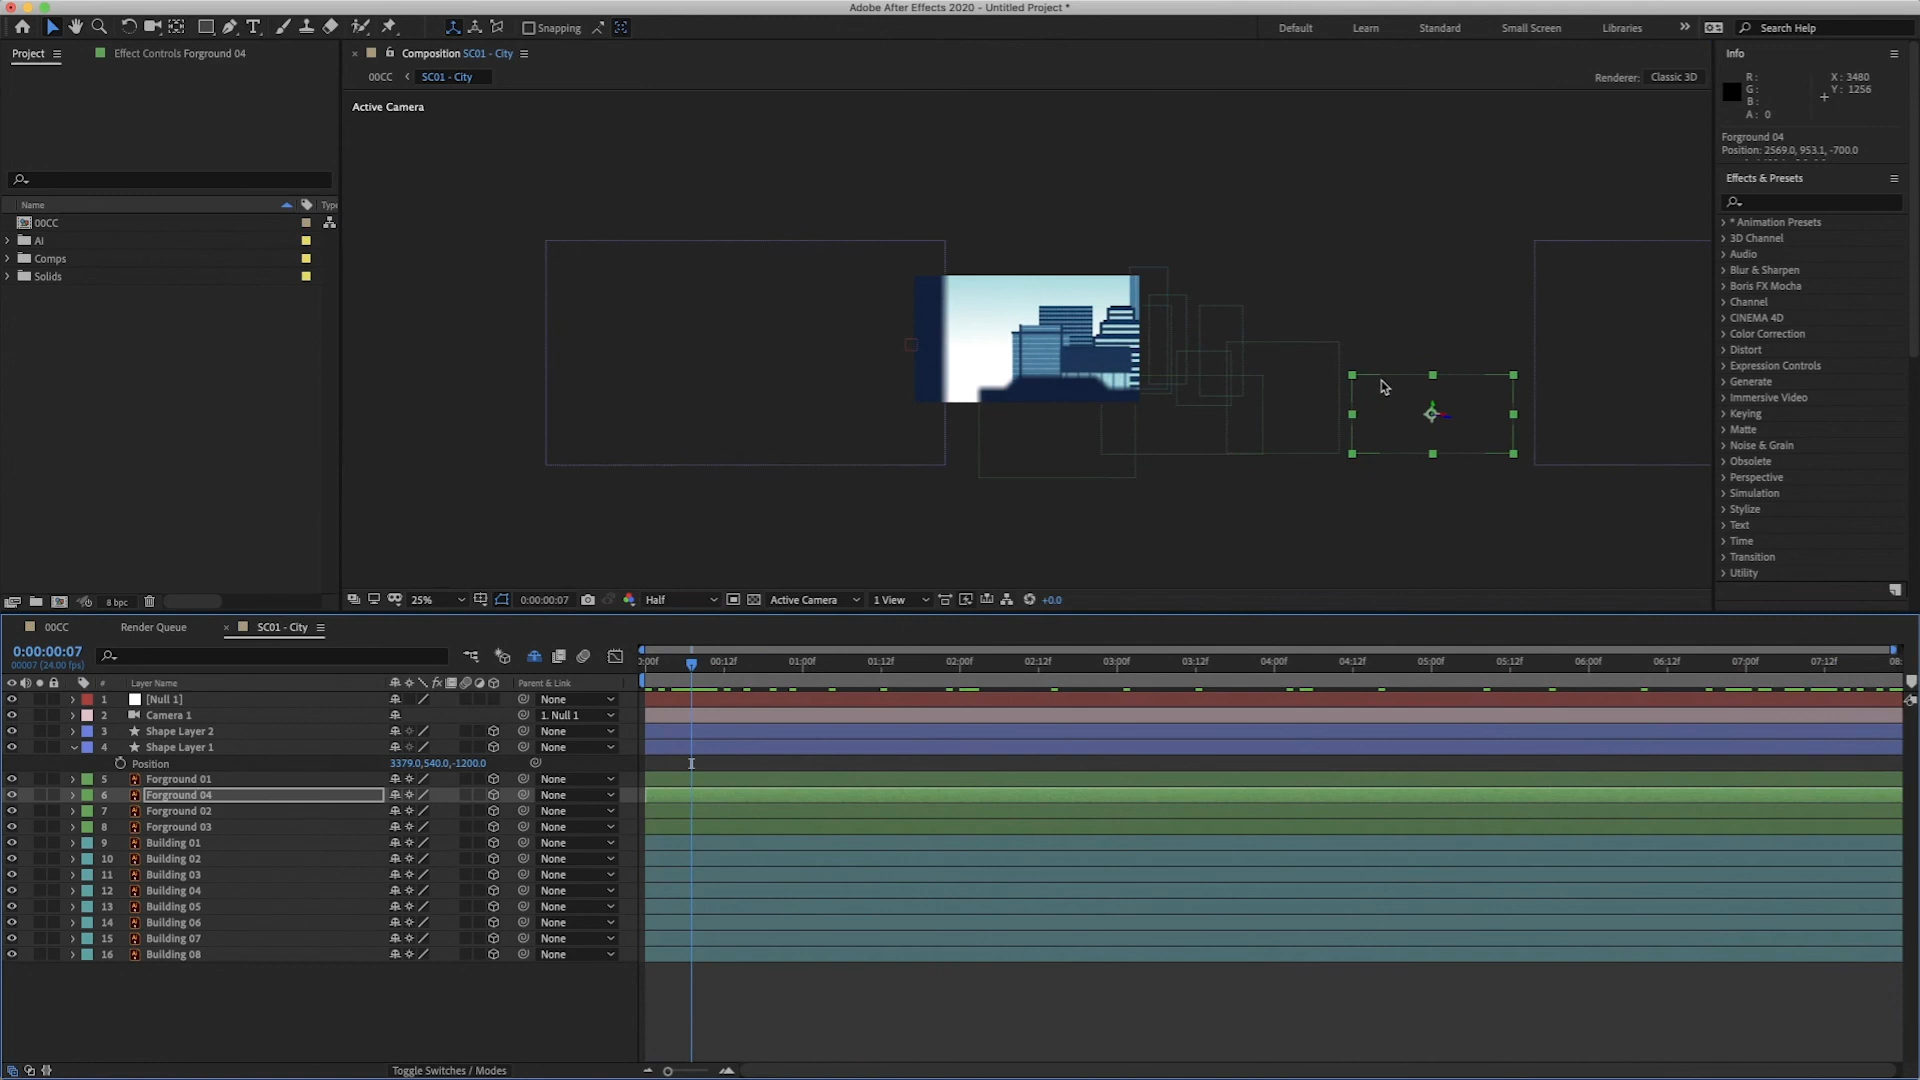 Adobe After Effects 2020 - Untitled Project *
Snapping
Default
Learn
Standard
Small Screen
Libraries
Search Help
Project
Effect Controls Forground 04
Composition SC01 - City
00CC
SC01 - City
Renderer:
Classic 3D
Active Camera
Info
R:
G:
B:
A: 0
X: 3480
Y: 1256
Forground 04
Position: 2569.0, 953.1, -700.0
Effects & Presets
* Animation Presets
3D Channel
Audio
Blur & Sharpen
Boris FX Mocha
Channel
CINEMA 4D
Color Correction
Distort
Expression Controls
Generate
Immersive Video
Keying
Matte
Noise & Grain
Obsolete
Perspective
Simulation
Stylize
Text
Time
Transition
Utility
Name
Type
00CC
AI
Comps
Solids
8 bpc
25%
0:00:00:07
Half
Active Camera
1 View
+0.0
00CC
Render Queue
SC01 - City
0:00:00:07
00007 (24.00 fps)
:00f
00:12f
01:00f
01:12f
02:00f
02:12f
03:00f
03:12f
04:00f
04:12f
05:00f
05:12f
06:00f
06:12f
07:00f
07:12f
08:
#
Layer Name
fx
Parent & Link
1 [Null 1] None
2 Camera 1 1. Null 1
3 Shape Layer 2 None
4 Shape Layer 1 None
Position 3379.0,540.0,-1200.0
5 Forground 01 None
6 Forground 04 None
7 Forground 02 None
8 Forground 03 None
9 Building 01 None
10 Building 02 None
11 Building 03 None
12 Building 04 None
13 Building 05 None
14 Building 06 None
15 Building 07 None
16 Building 08 None
Toggle Switches / Modes